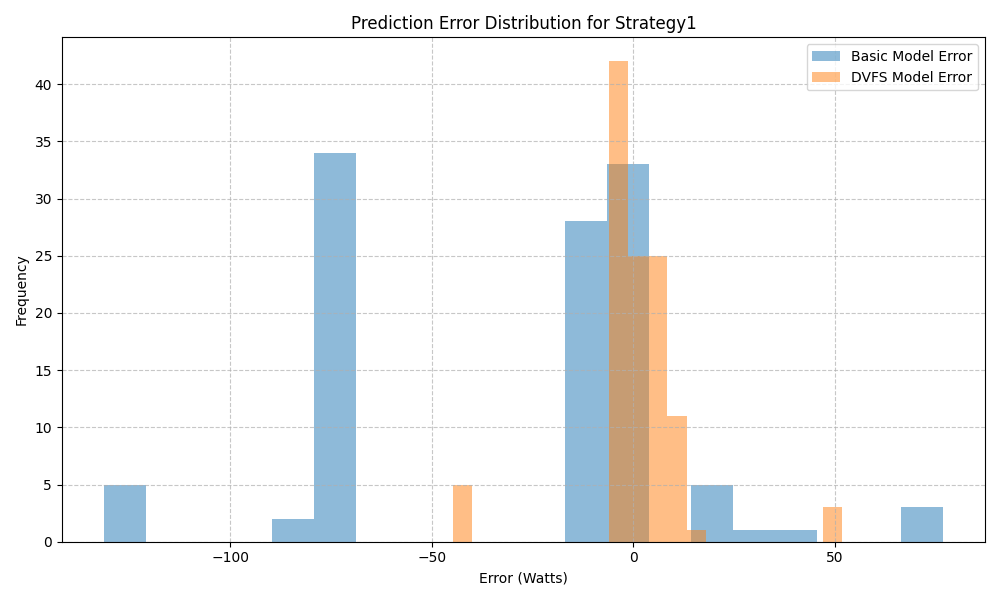 Prediction Error Distribution for Strategy1
Basic Model Error
DVFS Model Error
Frequency
40
35
30
25
20
15
10
5
0
−100
−50
0
50
Error (Watts)